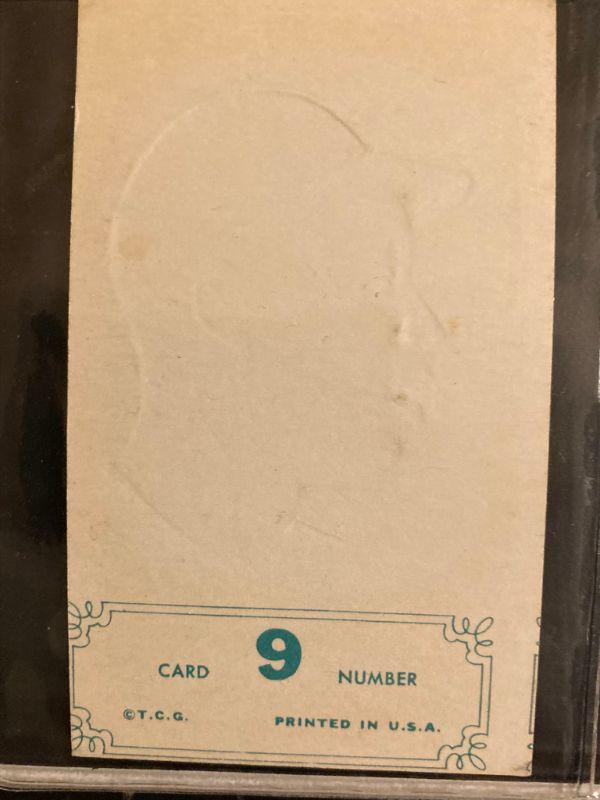 CARD 9 NUMBER
©T.C.G. PRINTED IN U.S.A.